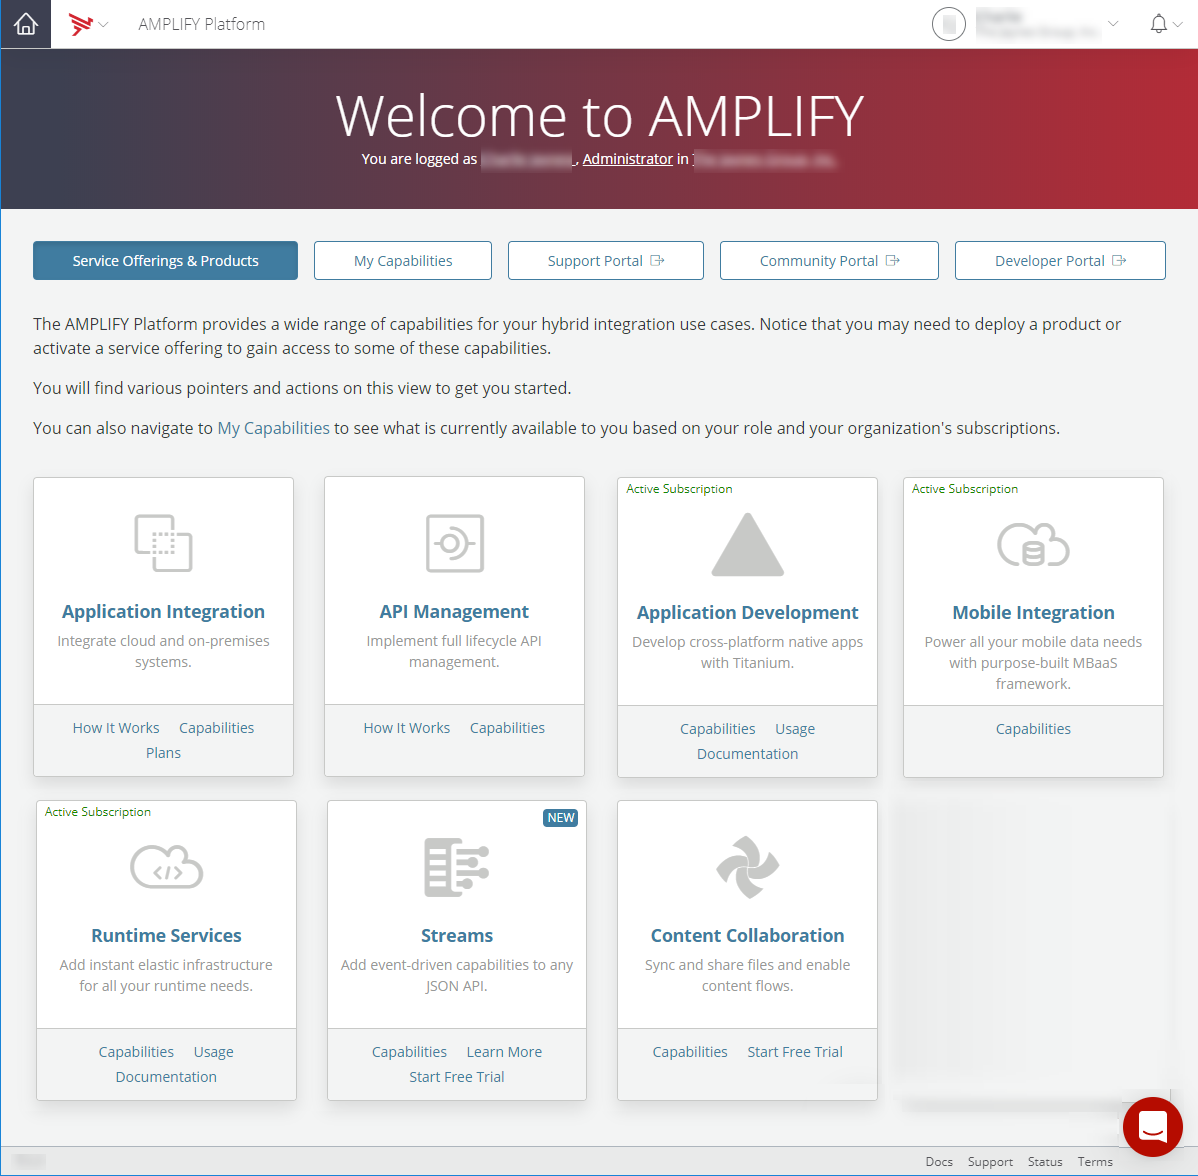 AMPLIFY Platform
Welcome to AMPLIFY
You are logged as , Administrator in
Service Offerings & Products
My Capabilities
Support Portal
Community Portal
Developer Portal
The AMPLIFY Platform provides a wide range of capabilities for your hybrid integration use cases. Notice that you may need to deploy a product or
activate a service offering to gain access to some of these capabilities.
You will find various pointers and actions on this view to get you started.
You can also navigate to My Capabilities to see what is currently available to you based on your role and your organization's subscriptions.
Application Integration
Integrate cloud and on-premises
systems.
How It Works Capabilities
Plans
API Management
Implement full lifecycle API
management.
How It Works Capabilities
Active Subscription
Application Development
Develop cross-platform native apps
with Titanium.
Capabilities Usage
Documentation
Active Subscription
Mobile Integration
Power all your mobile data needs
with purpose-built MBaaS
framework.
Capabilities
Active Subscription
Runtime Services
Add instant elastic infrastructure
for all your runtime needs.
Capabilities Usage
Documentation
NEW
Streams
Add event-driven capabilities to any
JSON API.
Capabilities Learn More
Start Free Trial
Content Collaboration
Sync and share files and enable
content flows.
Capabilities Start Free Trial
Docs Support Status Terms